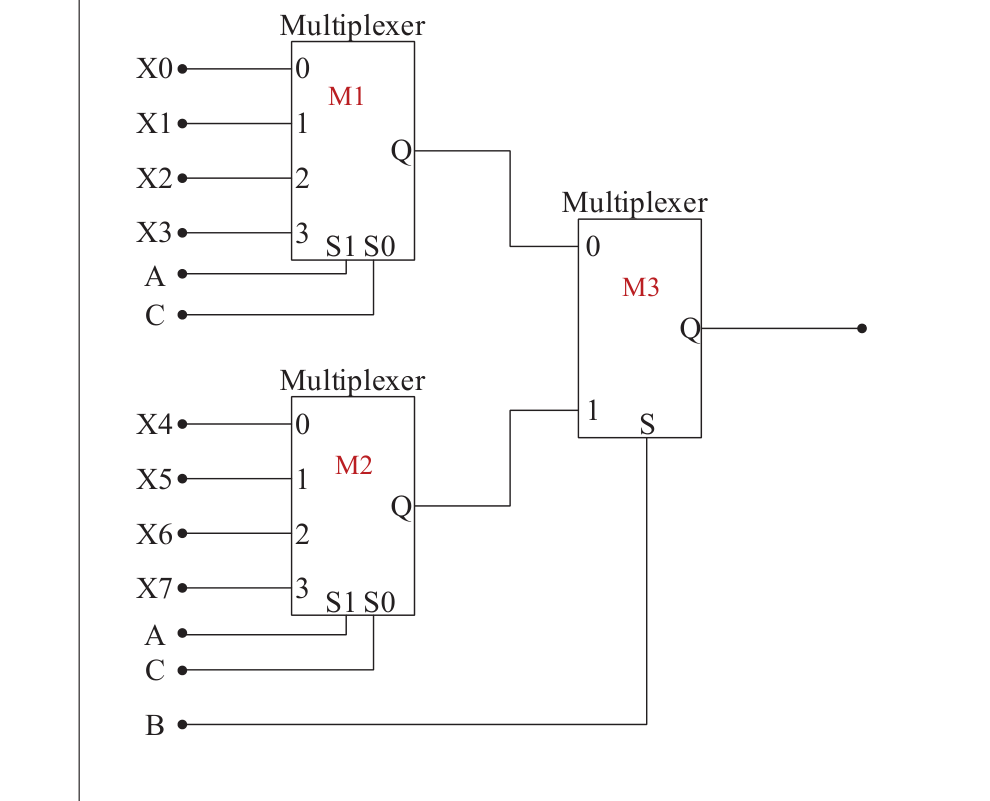 Multiplexer
X0 0
M1
X1 1
Q
X2 2
X3 3
S1 S0
A
C
Multiplexer
0
M3
Q
1
S
Multiplexer
X4 0
M2
X5 1
Q
X6 2
X7 3
S1 S0
A
C
B